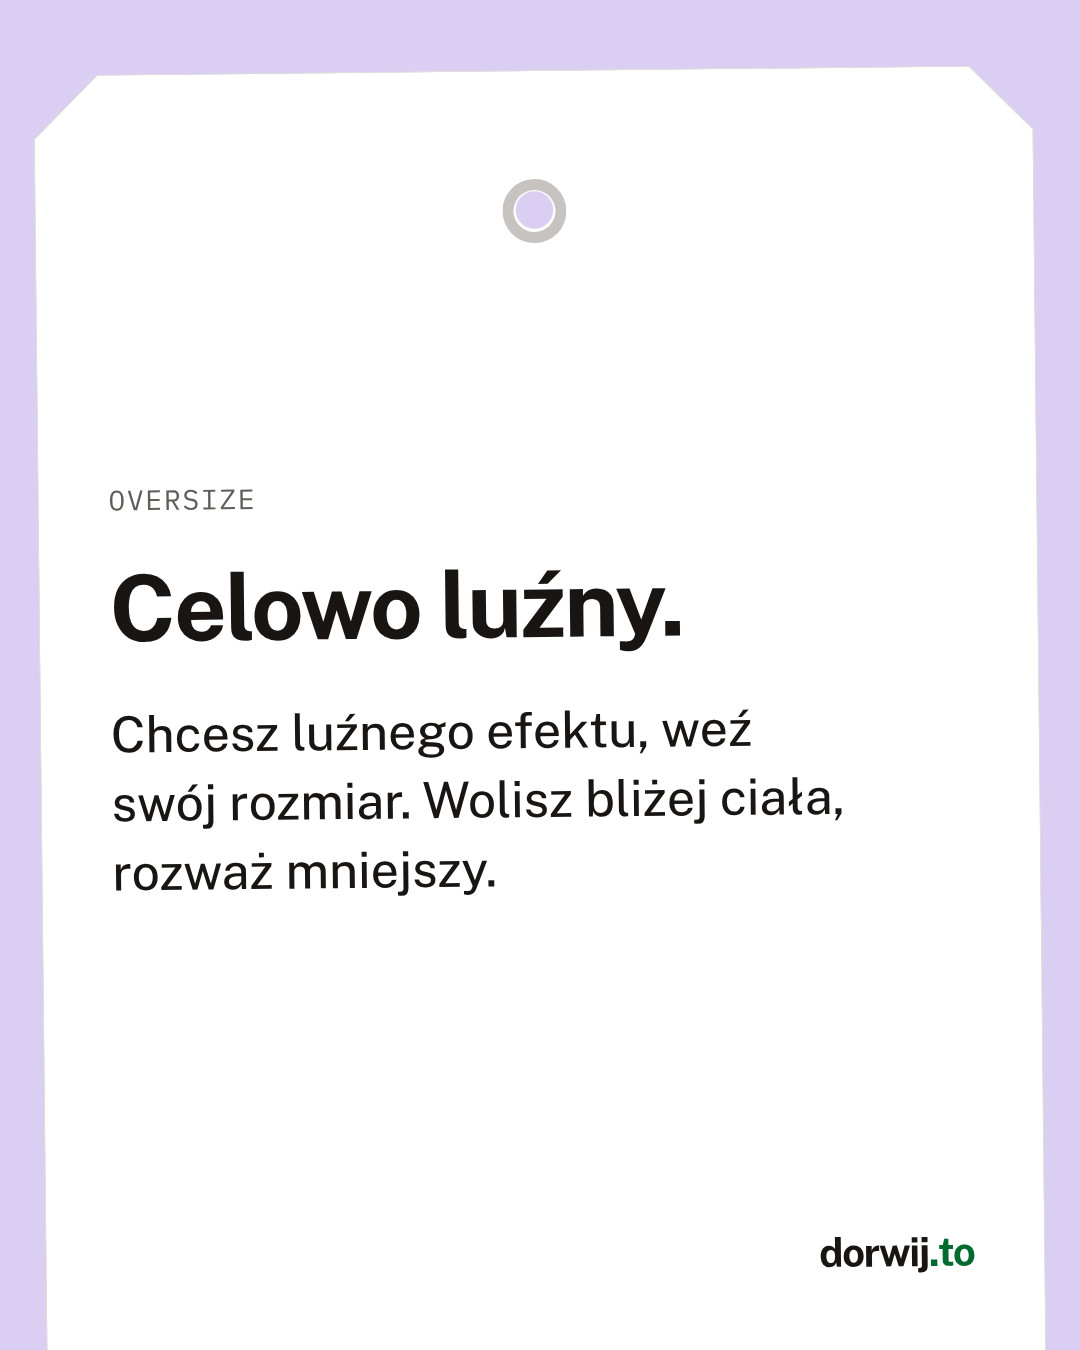 OVERSIZE
Celowo luźny.
Chcesz luźnego efektu, weź
swój rozmiar. Wolisz bliżej ciała,
rozważ mniejszy.
dorwij.to